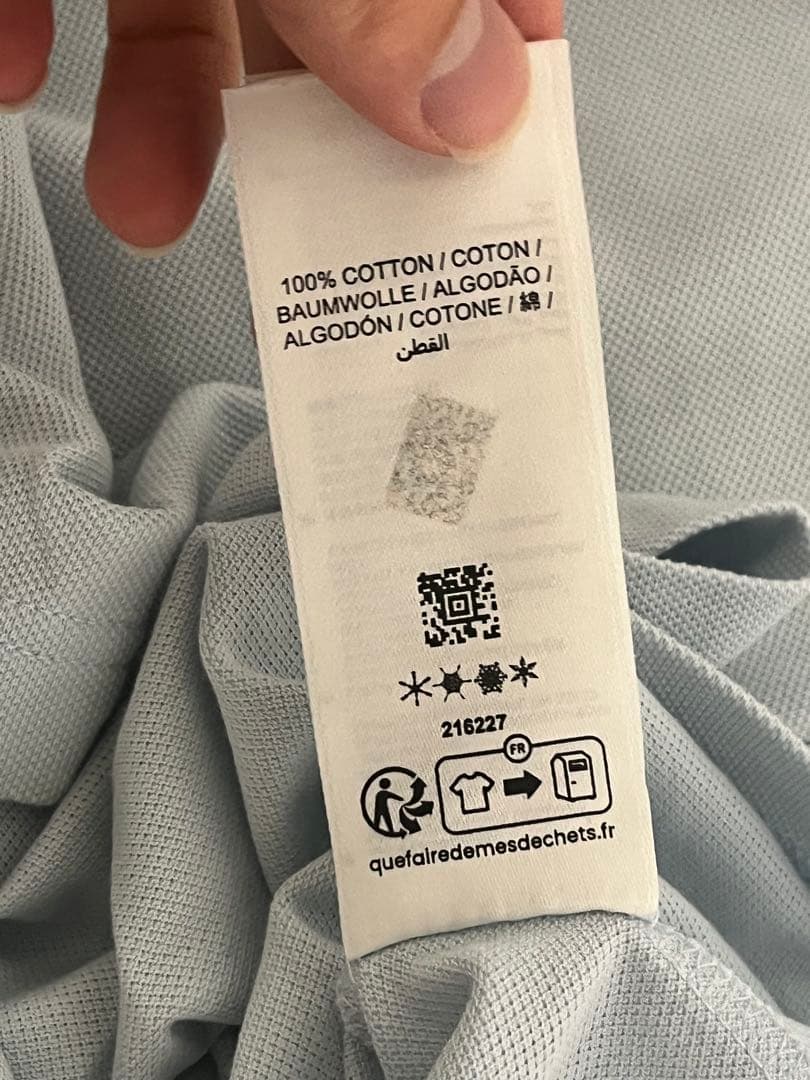 100% COTTON / COTON /
BAUMWOLLE / ALGODÃO /
ALGODÓN / COTONE / 綿 /
القطن
216227
FR
quefairedemesdechets.fr